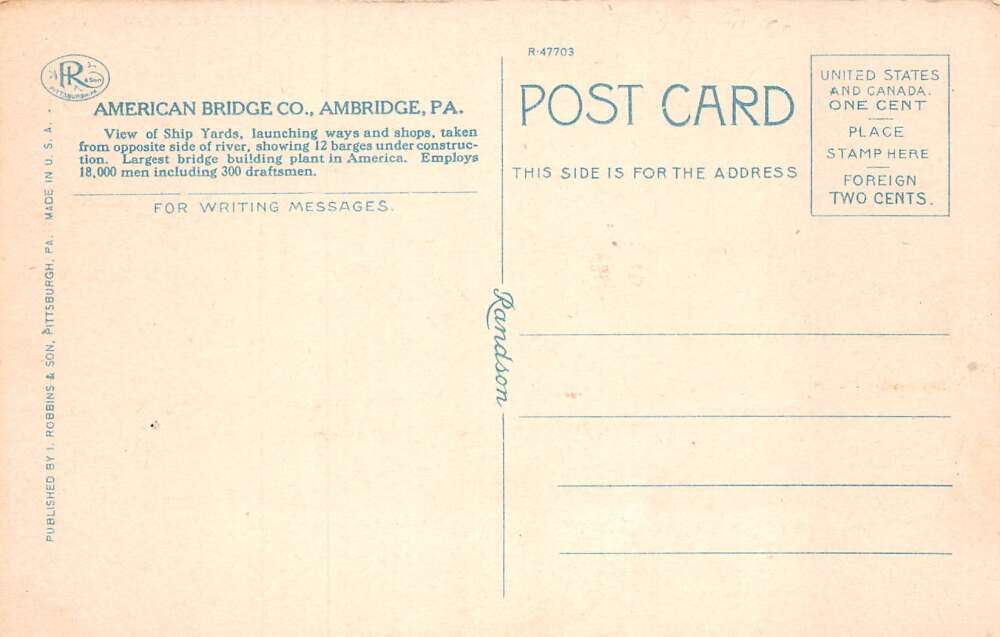 R-47703
R & Son
PITTSBURGH, PA.
AMERICAN BRIDGE CO., AMBRIDGE, PA.
View of Ship Yards, launching ways and shops, taken
from opposite side of river, showing 12 barges under construc-
tion. Largest bridge building plant in America. Employs
18,000 men including 300 draftsmen.
FOR WRITING MESSAGES.
PUBLISHED BY I. ROBBINS & SON, PITTSBURGH, PA. MADE IN U. S. A.
Randson
POST CARD
THIS SIDE IS FOR THE ADDRESS
UNITED STATES
AND CANADA.
ONE CENT
PLACE
STAMP HERE
FOREIGN
TWO CENTS.